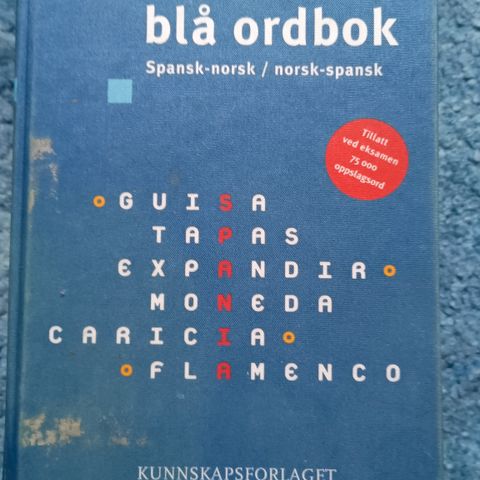 blå ordbok
Spansk-norsk / norsk-spansk
Tillatt
ved eksamen
75 000
oppslagsord
GUISA
TAPAS
EXPANDIR
MONEDA
CARICIA
FLAMENCO
KUNNSKAPSFORLAGET